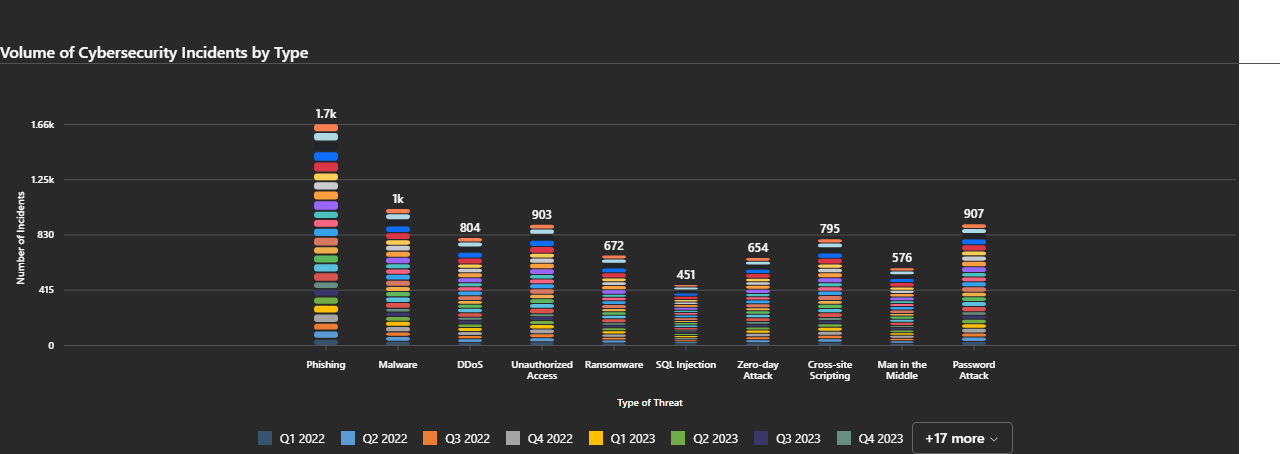 Volume of Cybersecurity Incidents by Type
1.7k
1k
804
903
672
451
654
795
576
907
1.66k
1.25k
830
415
0
Number of Incidents
Phishing
Malware
DDoS
Unauthorized
Access
Ransomware
SQL Injection
Zero-day
Attack
Cross-site
Scripting
Man in the
Middle
Password
Attack
Type of Threat
Q1 2022
Q2 2022
Q3 2022
Q4 2022
Q1 2023
Q2 2023
Q3 2023
Q4 2023
+17 more